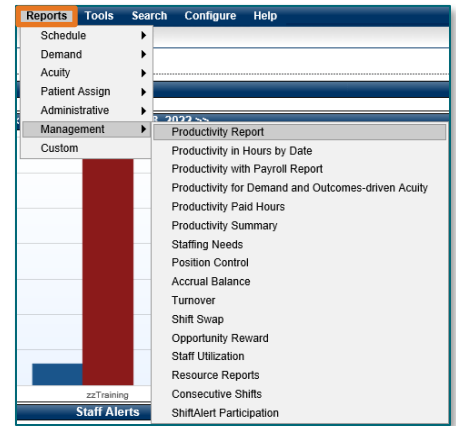 Reports Tools Search Configure Help
Schedule
Demand
Acuity
Patient Assign
Administrative
2022 >>
Management
Productivity Report
Custom
Productivity in Hours by Date
Productivity with Payroll Report
Productivity for Demand and Outcomes-driven Acuity
Productivity Paid Hours
Productivity Summary
Staffing Needs
Position Control
Accrual Balance
Turnover
Shift Swap
Opportunity Reward
Staff Utilization
Resource Reports
Consecutive Shifts
ShiftAlert Participation
zzTraining
Staff Alerts